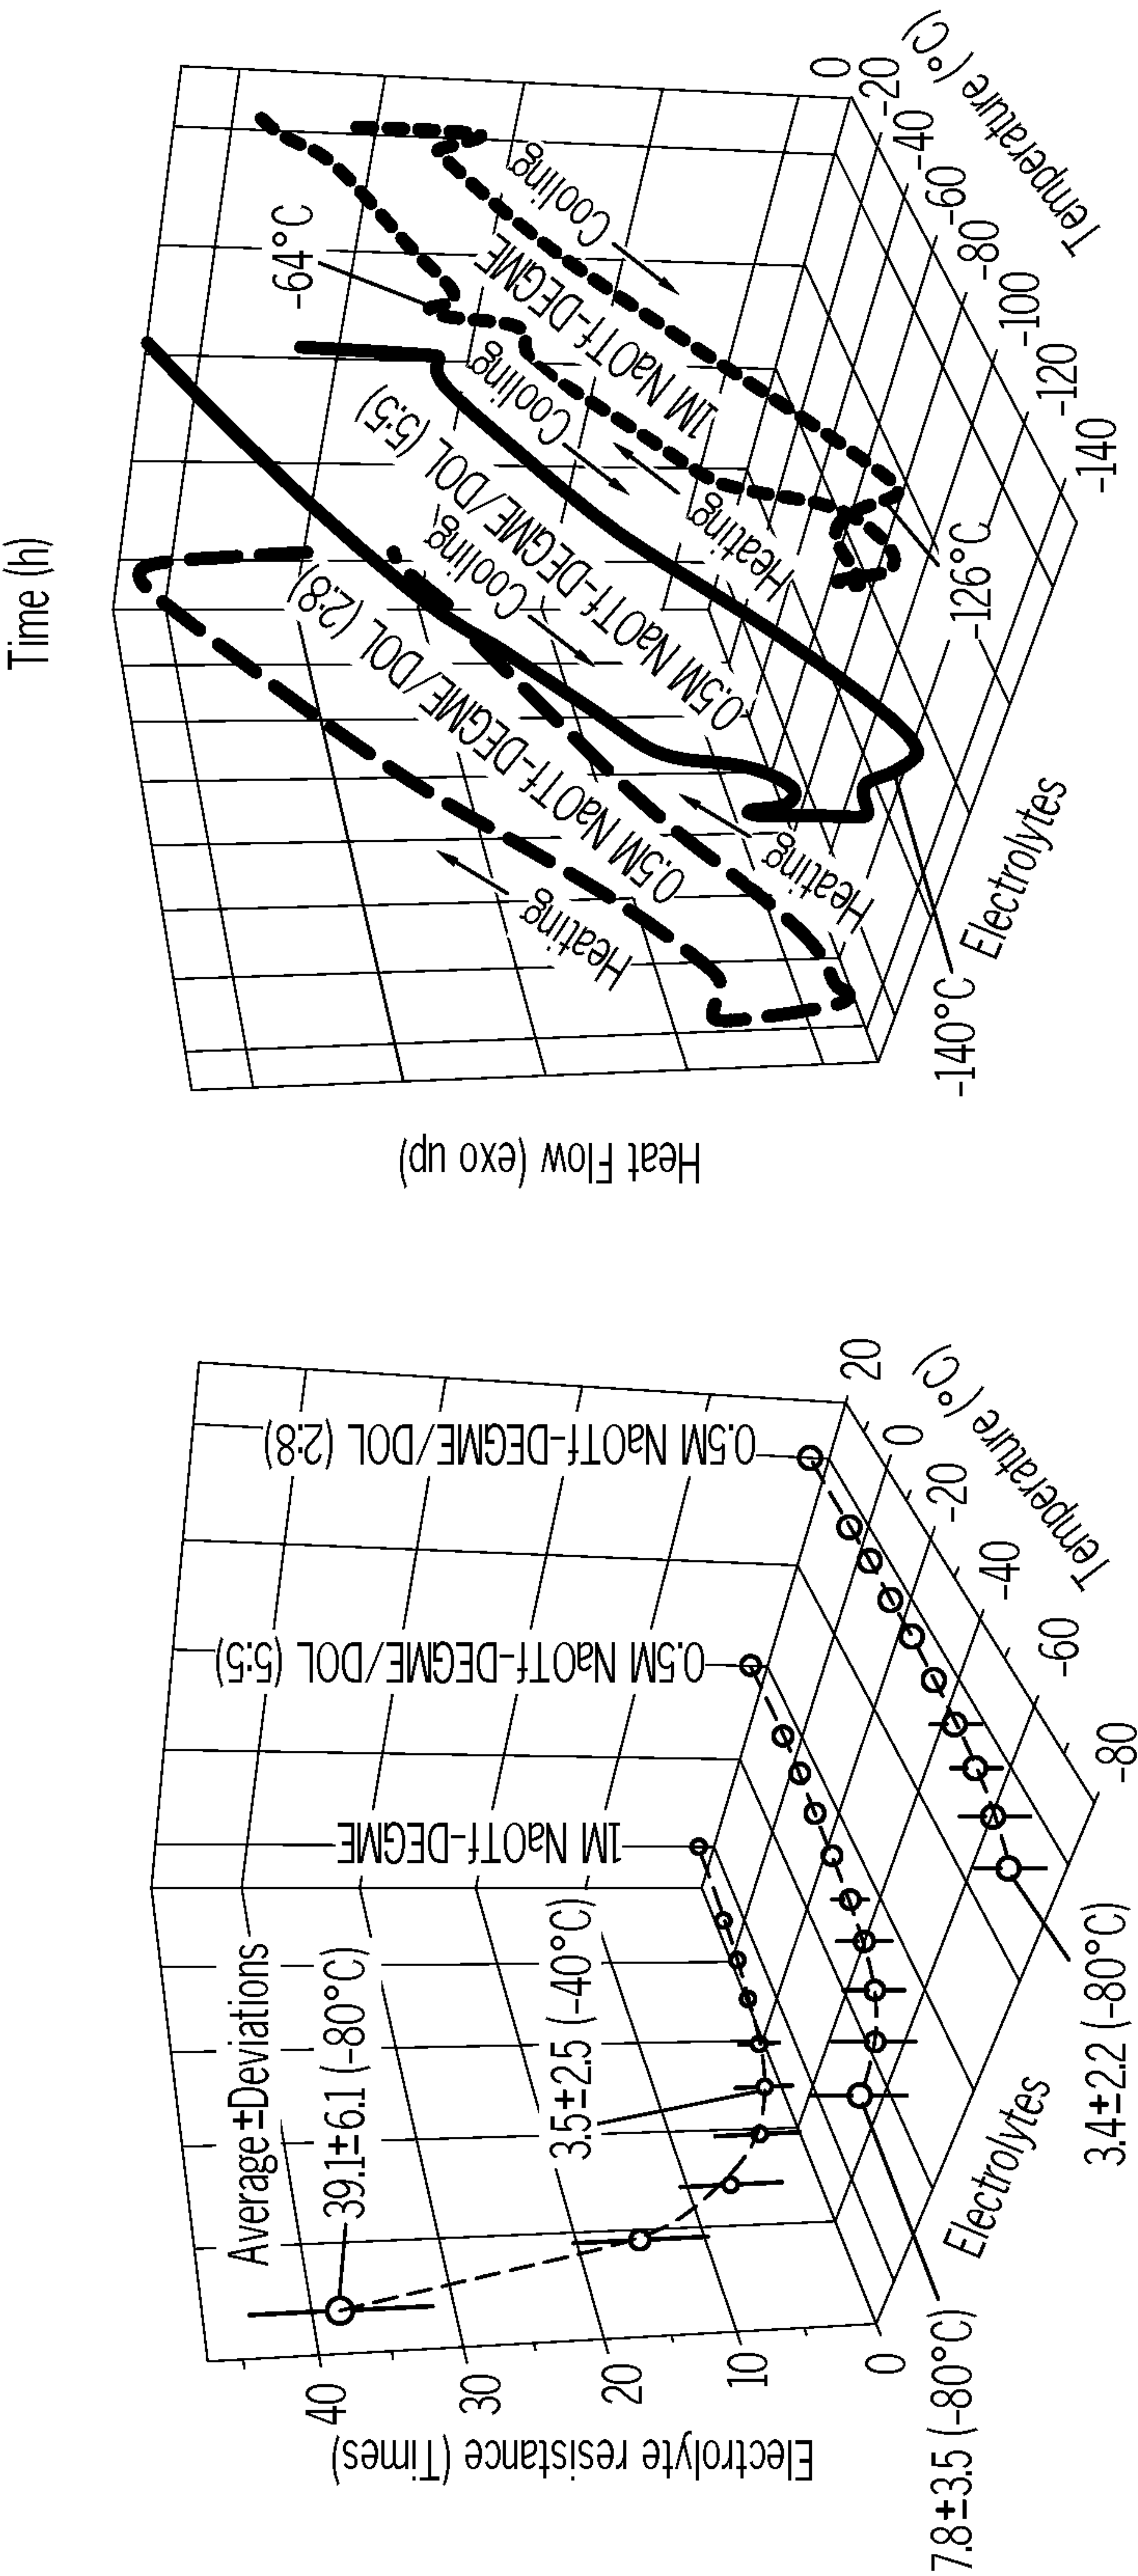 Time (h)
Heat Flow (exo up)
-64°C
Cooling
1M NaOTf-DEGME
Heating
Cooling
0.5M NaOTf-DEGME/DOL (5:5)
Heating
Cooling
0.5M NaOTf-DEGME/DOL (2:8)
Heating
-126°C
-140°C
Electrolytes
0
-20
-40
-60
-80
-100
-120
-140
Temperature (°C)
Electrolyte resistance (Times)
40
30
20
10
0
Average±Deviations
39.1±6.1 (-80°C)
3.5±2.5 (-40°C)
1M NaOTf-DEGME
0.5M NaOTf-DEGME/DOL (5:5)
0.5M NaOTf-DEGME/DOL (2:8)
7.8±3.5 (-80°C)
3.4±2.2 (-80°C)
Electrolytes
20
0
-20
-40
-60
-80
Temperature (°C)